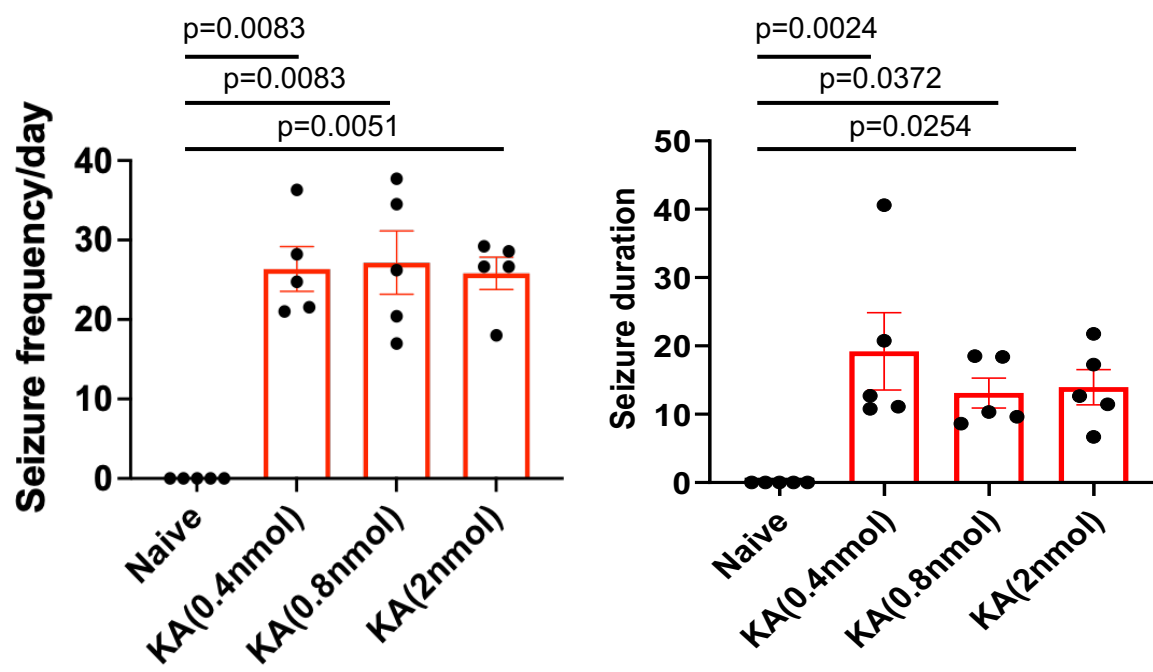 p=0.0083
p=0.0083
p=0.0051
Seizure frequency/day
40
30
20
10
0
Naive
KA(0.4nmol)
KA(0.8nmol)
KA(2nmol)
p=0.0024
p=0.0372
p=0.0254
Seizure duration
50
40
30
20
10
0
Naive
KA(0.4nmol)
KA(0.8nmol)
KA(2nmol)